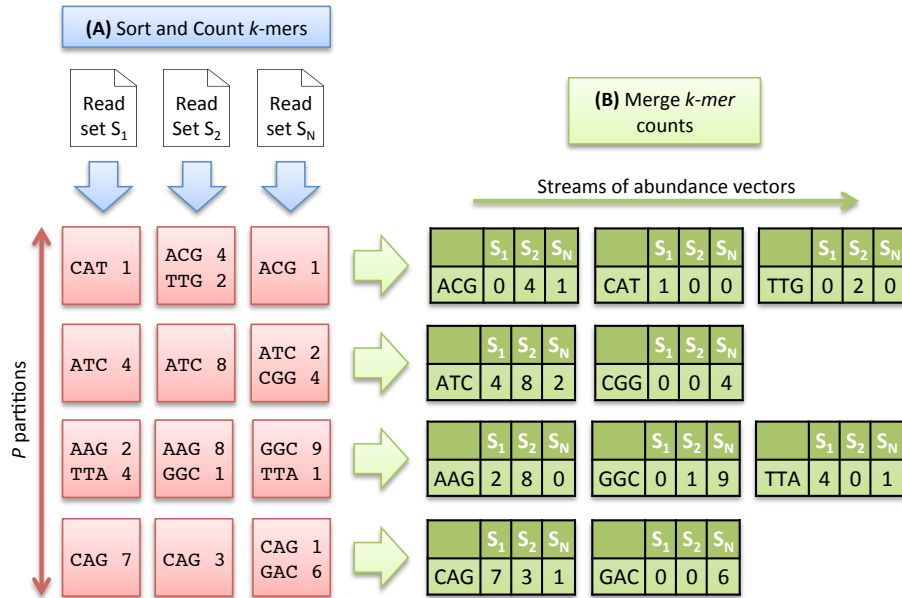 (A) Sort and Count k-mers
Read
set S1
Read
Set S2
Read
set SN
(B) Merge k-mer
counts
Streams of abundance vectors
P partitions
CAT 1
ACG 4
TTG 2
ACG 1
S1 S2 SN
ACG 0 4 1
S1 S2 SN
CAT 1 0 0
S1 S2 SN
TTG 0 2 0
ATC 4
ATC 8
ATC 2
CGG 4
S1 S2 SN
ATC 4 8 2
S1 S2 SN
CGG 0 0 4
AAG 2
TTA 4
AAG 8
GGC 1
GGC 9
TTA 1
S1 S2 SN
AAG 2 8 0
S1 S2 SN
GGC 0 1 9
S1 S2 SN
TTA 4 0 1
CAG 7
CAG 3
CAG 1
GAC 6
S1 S2 SN
CAG 7 3 1
S1 S2 SN
GAC 0 0 6